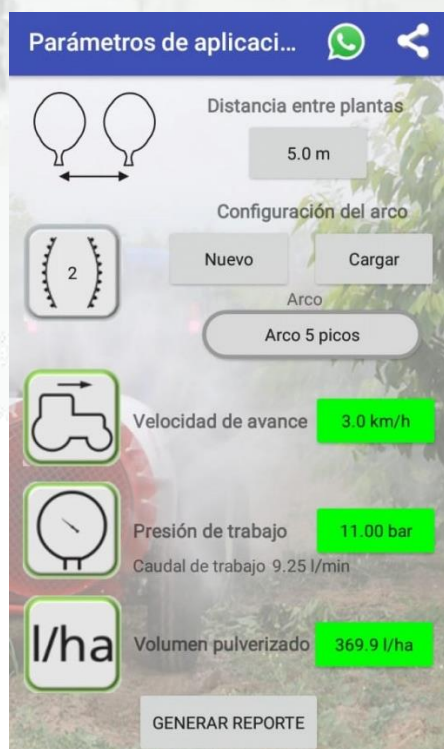 Parámetros de aplicaci...
Distancia entre plantas
5.0 m
Configuración del arco
2
Nuevo
Cargar
Arco
Arco 5 picos
Velocidad de avance
3.0 km/h
Presión de trabajo
11.00 bar
Caudal de trabajo 9.25 l/min
l/ha
Volumen pulverizado
369.9 l/ha
GENERAR REPORTE